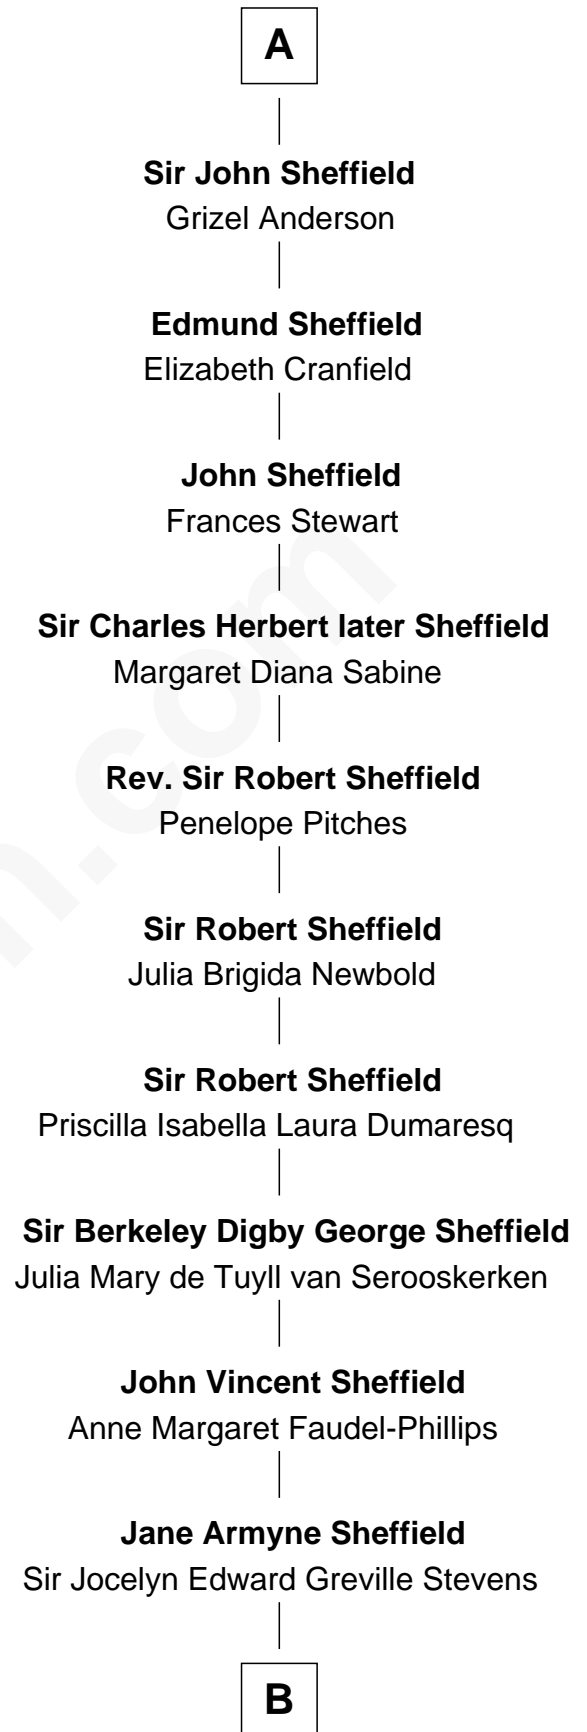 A
Sir John Sheffield
Grizel Anderson
Edmund Sheffield
Elizabeth Cranfield
John Sheffield
Frances Stewart
Sir Charles Herbert later Sheffield
Margaret Diana Sabine
Rev. Sir Robert Sheffield
Penelope Pitches
Sir Robert Sheffield
Julia Brigida Newbold
Sir Robert Sheffield
Priscilla Isabella Laura Dumaresq
Sir Berkeley Digby George Sheffield
Julia Mary de Tuyll van Serooskerken
John Vincent Sheffield
Anne Margaret Faudel-Phillips
Jane Armyne Sheffield
Sir Jocelyn Edward Greville Stevens
B
n.com